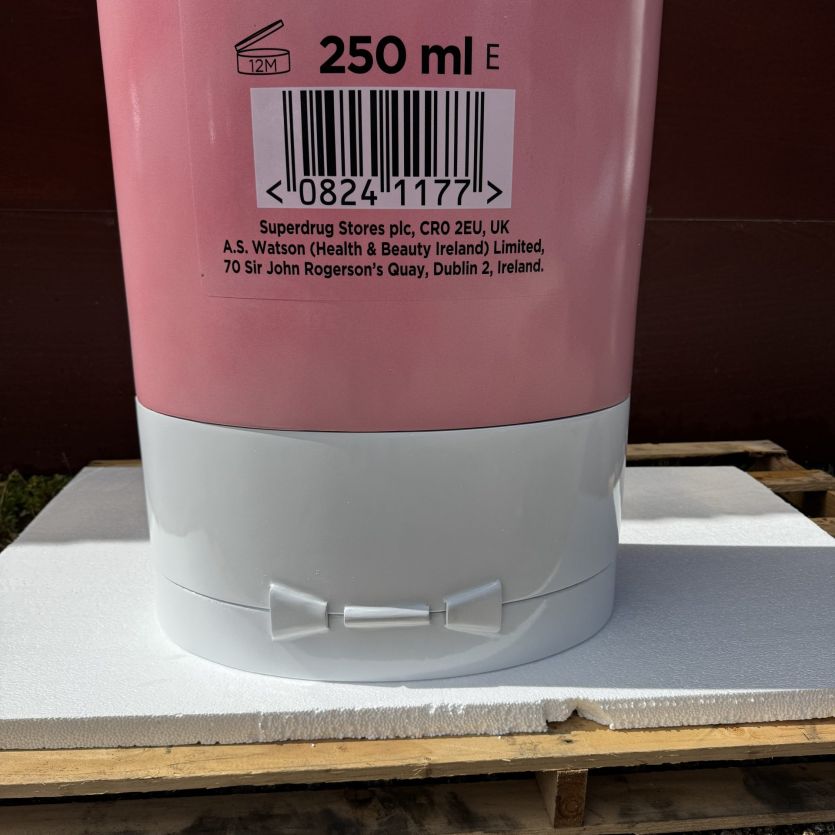 12M 250 ml E
<0824 1177>
Superdrug Stores plc, CR0 2EU, UK
A.S. Watson (Health & Beauty Ireland) Limited,
70 Sir John Rogerson's Quay, Dublin 2, Ireland.